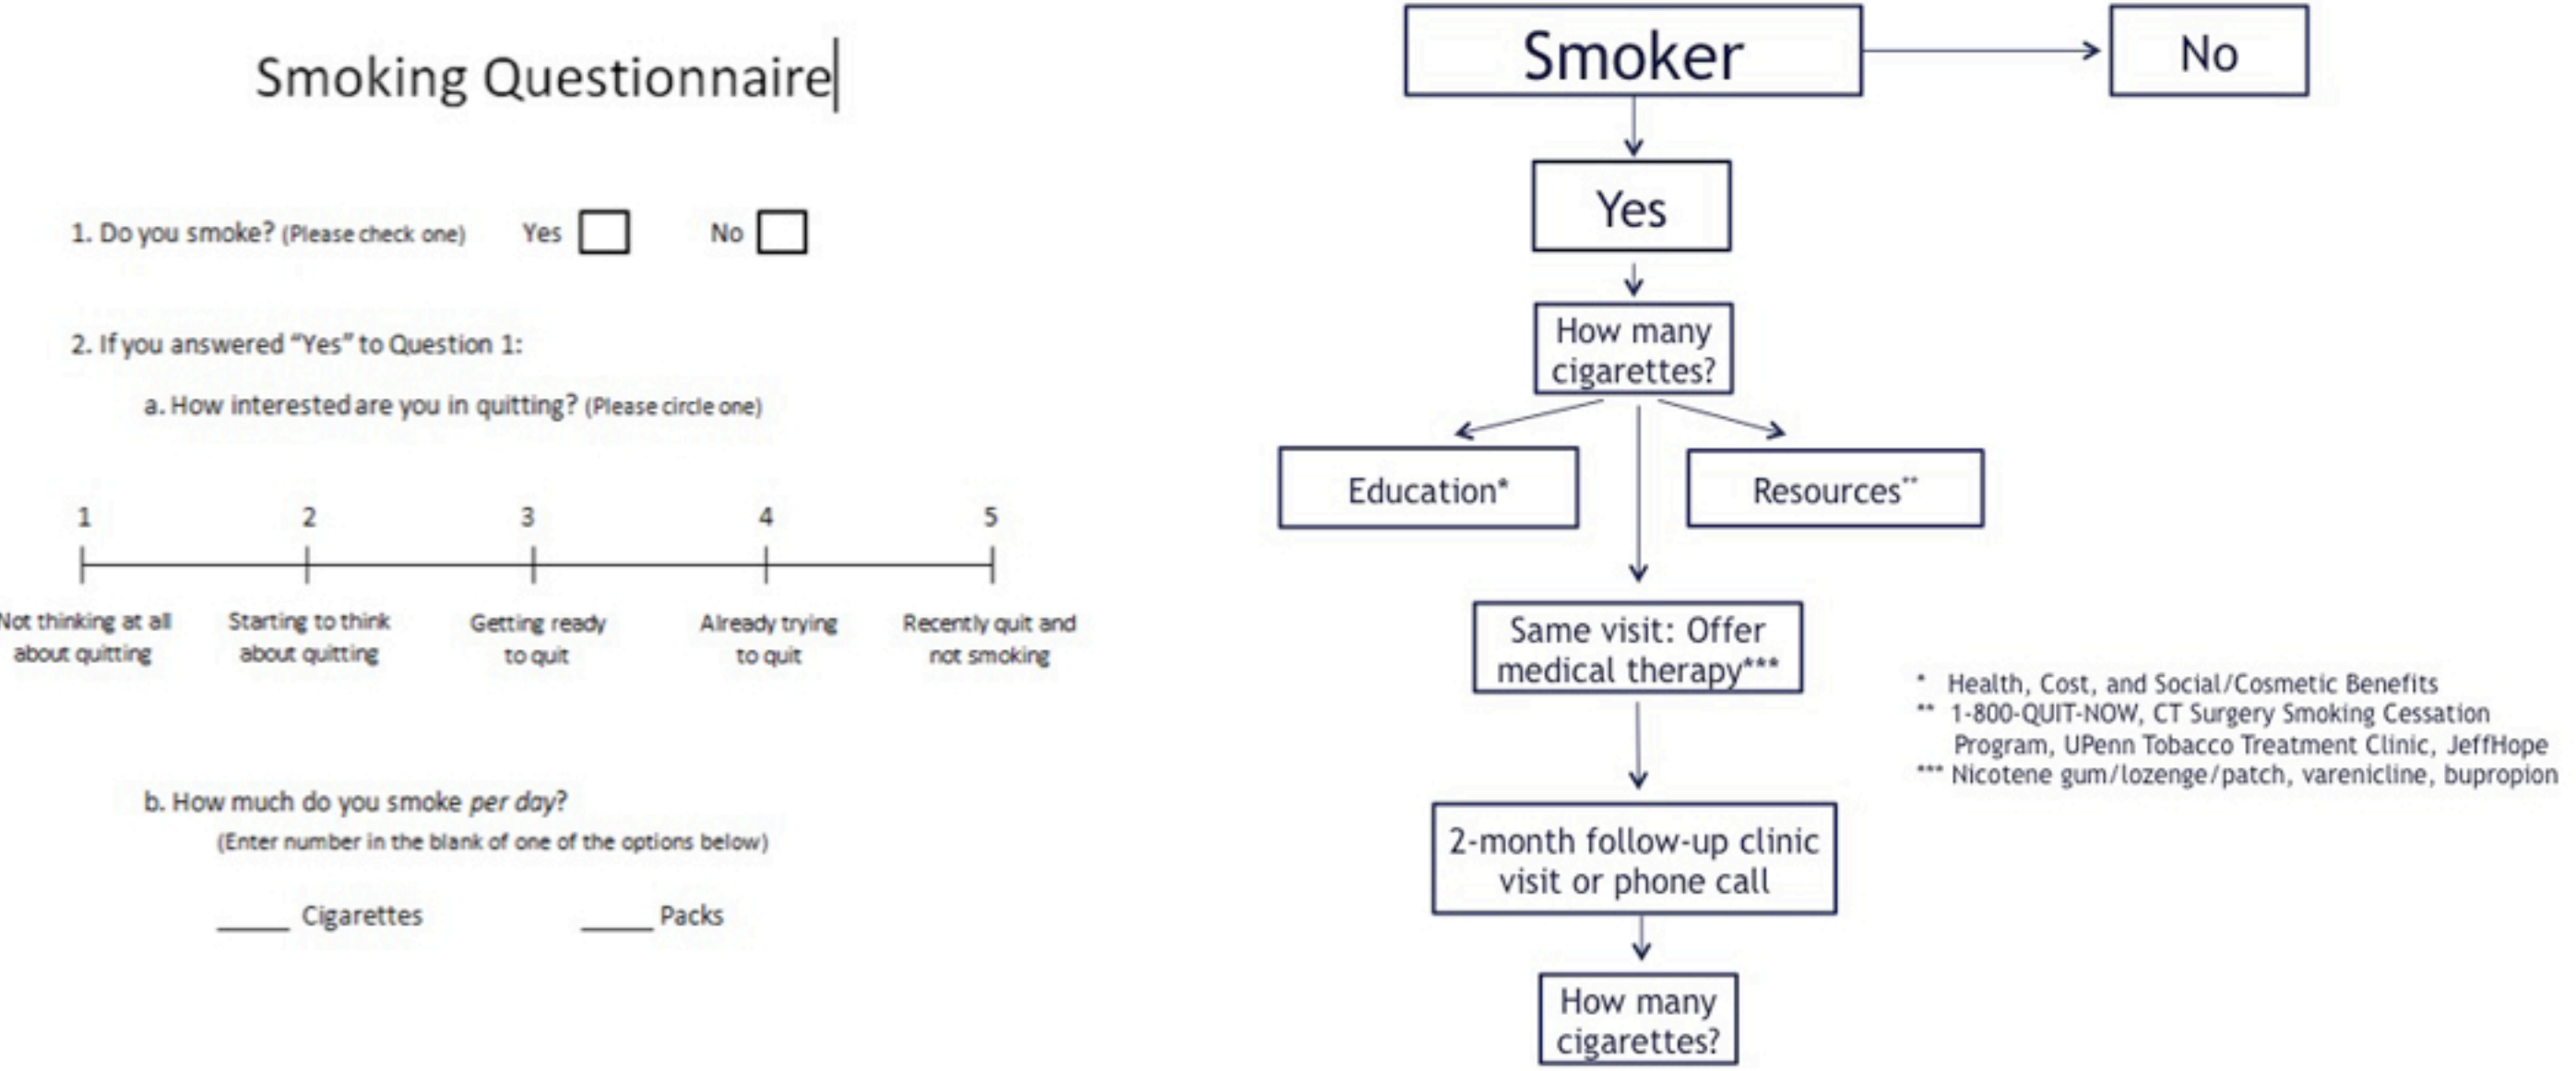 Smoking Questionnaire
1. Do you smoke? (Please check one) Yes No
2. If you answered “Yes” to Question 1:
a. How interested are you in quitting? (Please circle one)
1 2 3 4 5
Not thinking at all
about quitting
Starting to think
about quitting
Getting ready
to quit
Already trying
to quit
Recently quit and
not smoking
b. How much do you smoke per day?
(Enter number in the blank of one of the options below)
_____ Cigarettes _____ Packs
Smoker
No
Yes
How many
cigarettes?
Education*
Resources**
Same visit: Offer
medical therapy***
2-month follow-up clinic
visit or phone call
How many
cigarettes?
* Health, Cost, and Social/Cosmetic Benefits
** 1-800-QUIT-NOW, CT Surgery Smoking Cessation
Program, UPenn Tobacco Treatment Clinic, JeffHope
*** Nicotene gum/lozenge/patch, varenicline, bupropion